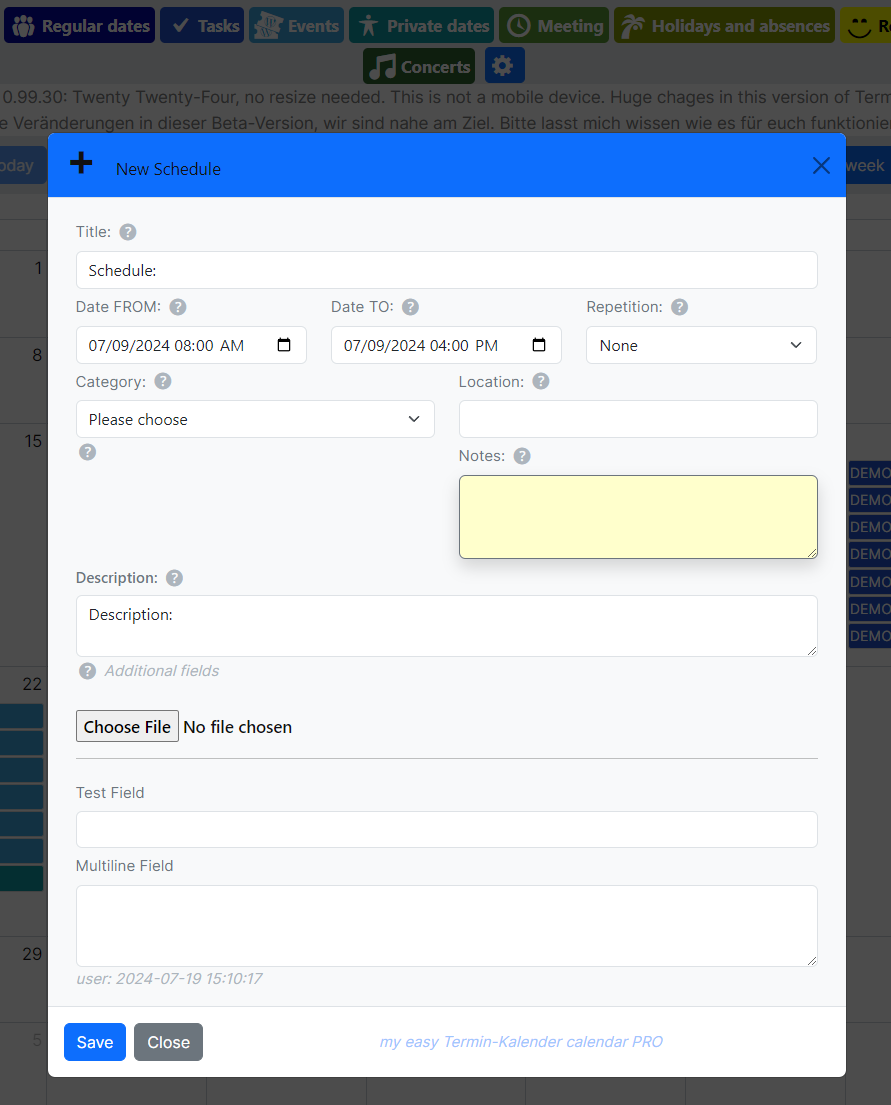 Regular dates Tasks Events Private dates Meeting Holidays and absences
Concerts
0.99.30: Twenty Twenty-Four, no resize needed. This is not a mobile device. Huge chages in this version of Term
e Veränderungen in dieser Beta-Version, wir sind nahe am Ziel. Bitte lasst mich wissen wie es für euch funktionier
oday New Schedule week
Title: ?
1 Schedule:
Date FROM: ? Date TO: ? Repetition: ?
8 07/09/2024 08:00 AM 07/09/2024 04:00 PM None
Category: ? Location: ?
Please choose
15 ? Notes: ?
DEMO
DEMO
DEMO
DEMO
Description: ? DEMO
Description: DEMO
DEMO
? Additional fields
22
Choose File No file chosen
Test Field
Multiline Field
29
user: 2024-07-19 15:10:17
5 Save Close my easy Termin-Kalender calendar PRO